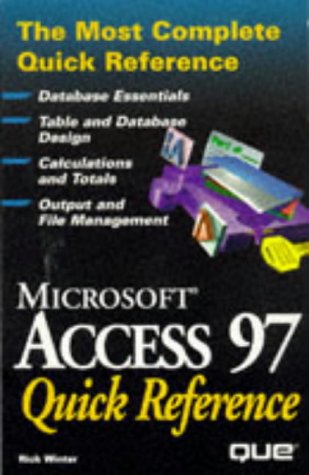 The Most Complete
Quick Reference
Database Essentials
Table and Database
Design
Calculations
and Totals
Output and
File Management
MICROSOFT®
ACCESS 97
Quick Reference
Rick Winter
QUE®